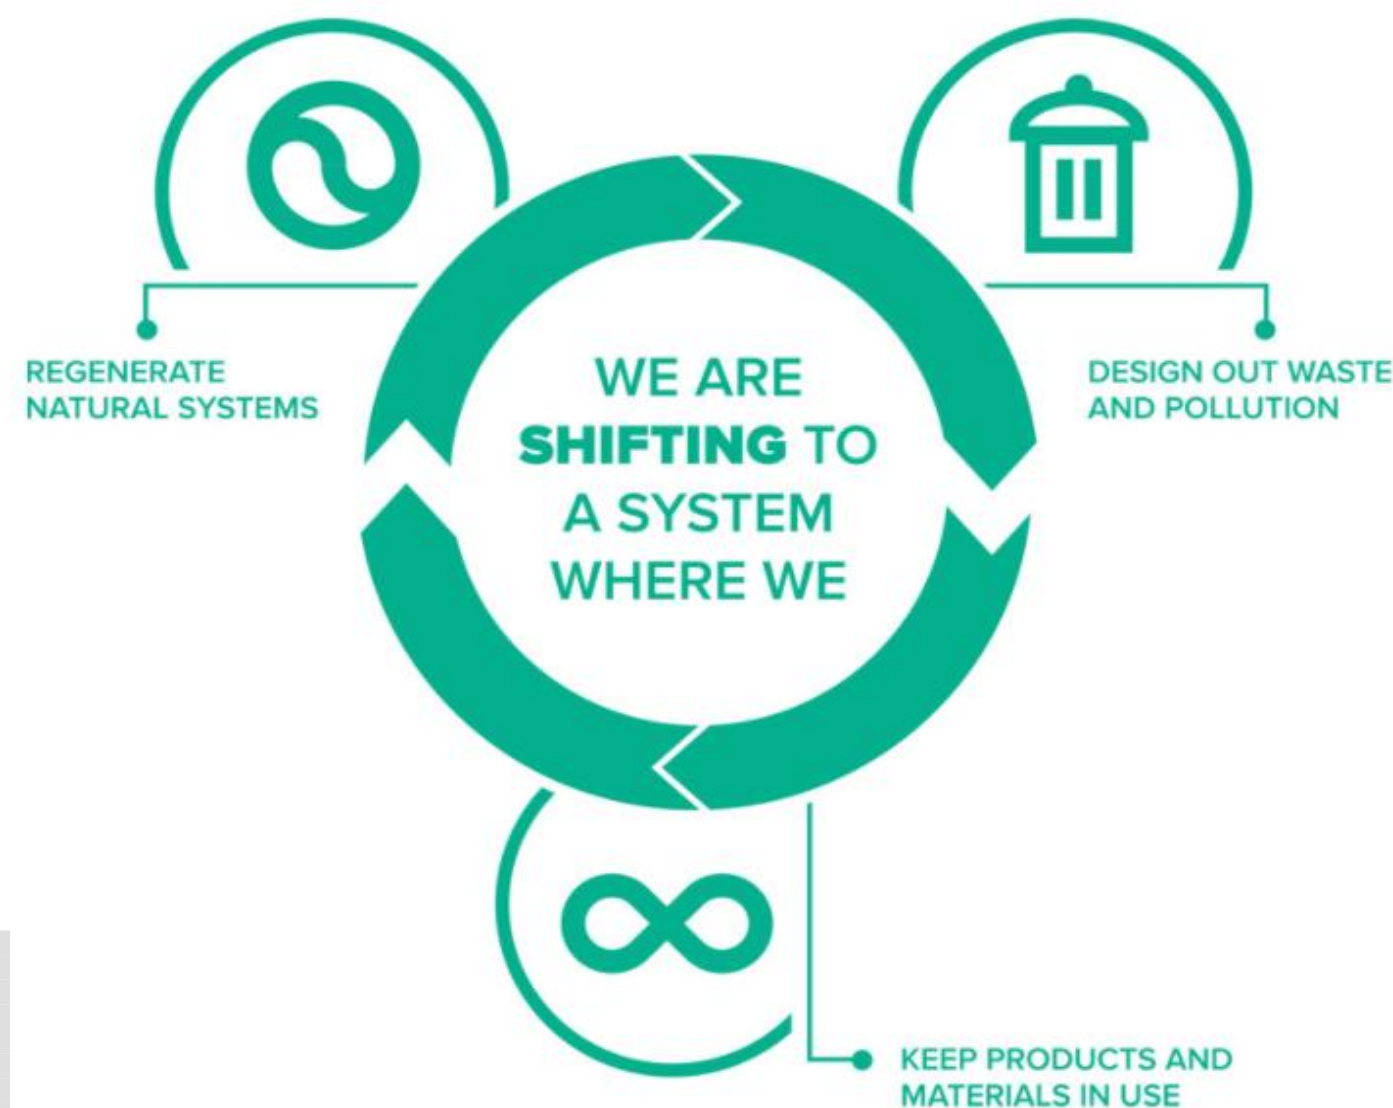 WE ARE
SHIFTING TO
A SYSTEM
WHERE WE
REGENERATE
NATURAL SYSTEMS
DESIGN OUT WASTE
AND POLLUTION
KEEP PRODUCTS AND
MATERIALS IN USE